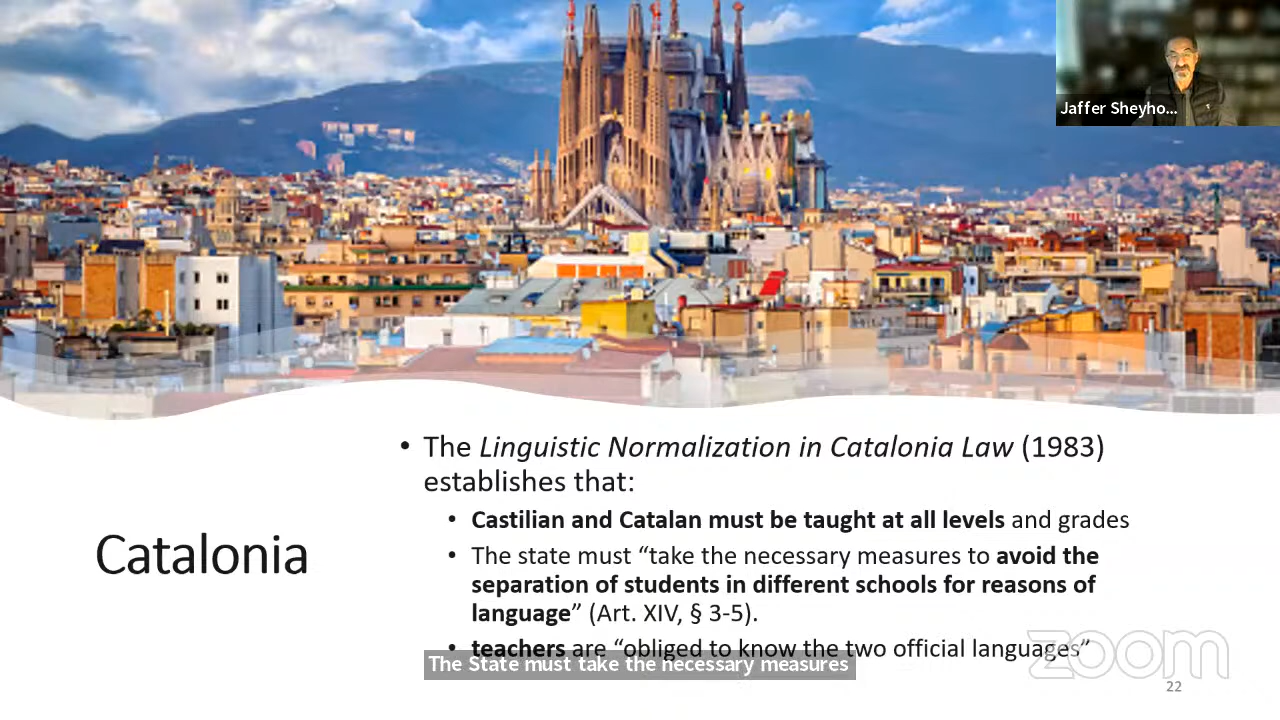 Jaffer Sheyho...
• The Linguistic Normalization in Catalonia Law (1983)
establishes that:
• Castilian and Catalan must be taught at all levels and grades
Catalonia
• The state must “take the necessary measures to avoid the
separation of students in different schools for reasons of
language” (Art. XIV, § 3-5).
• teachers are “obliged to know the two official languages”
The State must take the necessary measures
zoom
22